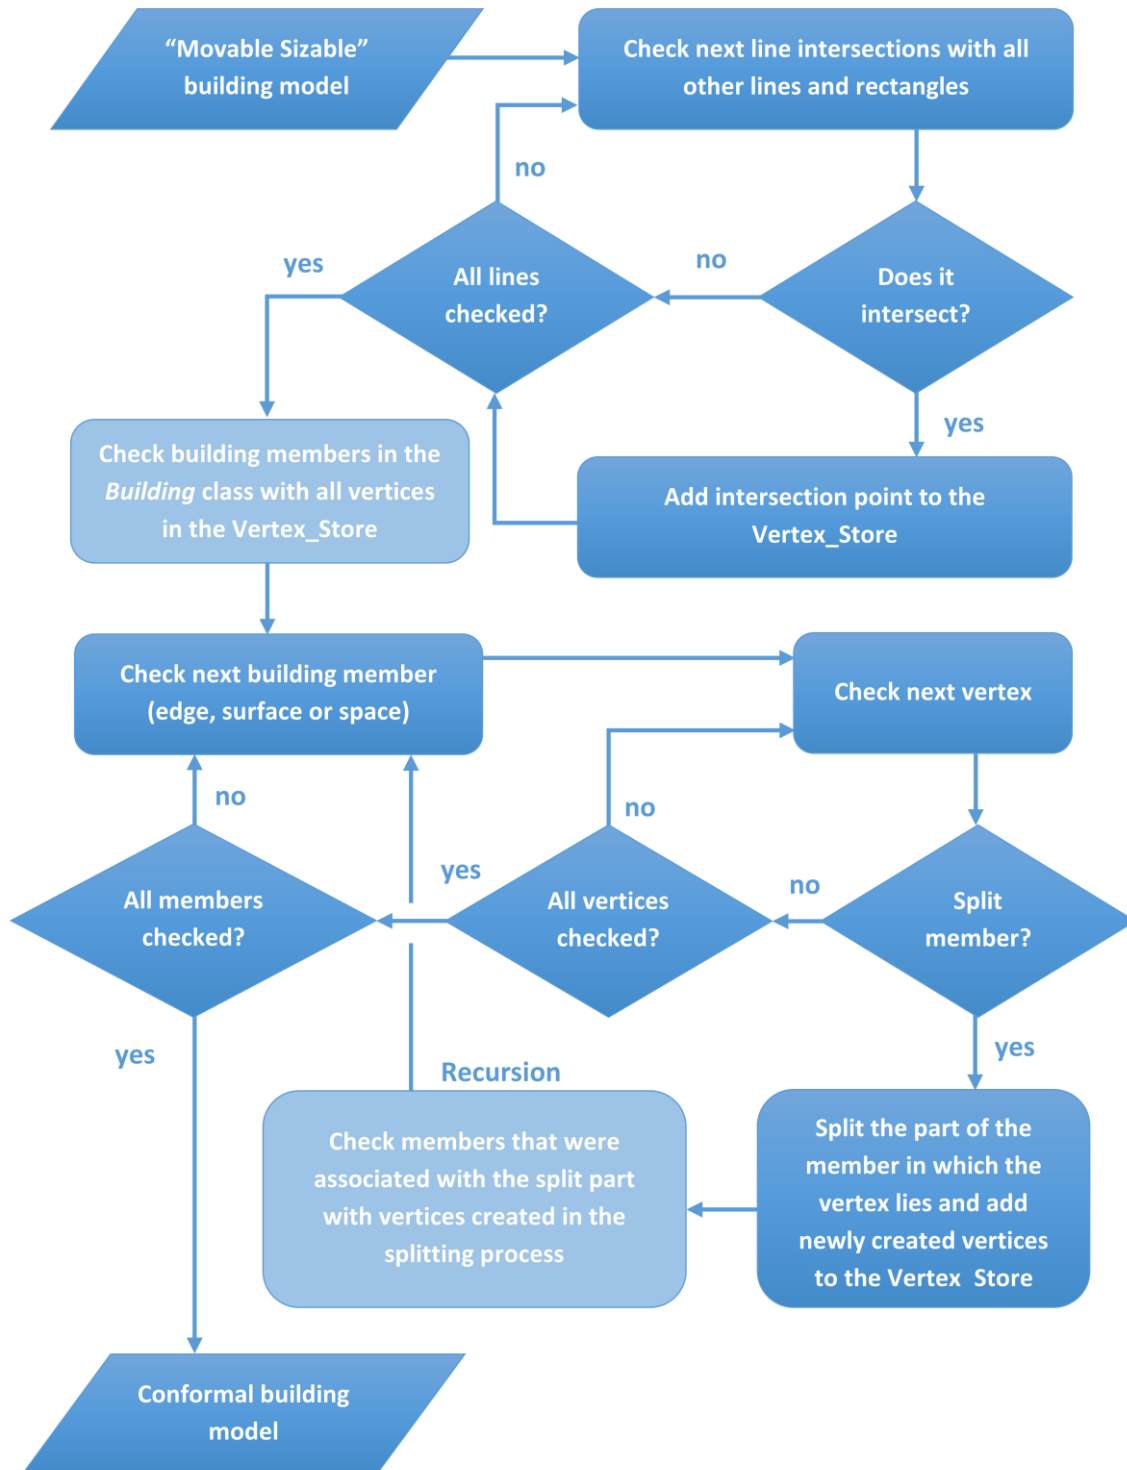 “Movable Sizable”
building model
Check next line intersections with all
other lines and rectangles
no
yes
All lines
checked?
no
Does it
intersect?
yes
Check building members in the
Building class with all vertices
in the Vertex_Store
Add intersection point to the
Vertex_Store
Check next building member
(edge, surface or space)
Check next vertex
no
no
yes
no
All members
checked?
All vertices
checked?
Split
member?
yes
yes
Recursion
Check members that were
associated with the split part
with vertices created in the
splitting process
Split the part of the
member in which the
vertex lies and add
newly created vertices
to the Vertex_Store
Conformal building
model